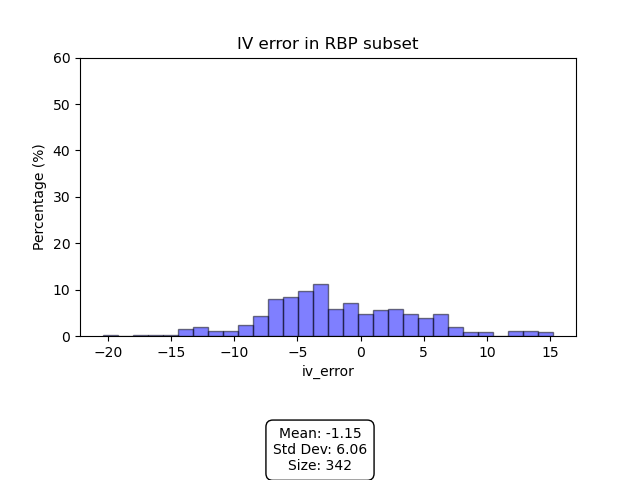 IV error in RBP subset
60
50
40
30
20
10
0
Percentage (%)
−20
−15
−10
−5
0
5
10
15
iv_error
Mean: -1.15
Std Dev: 6.06
Size: 342